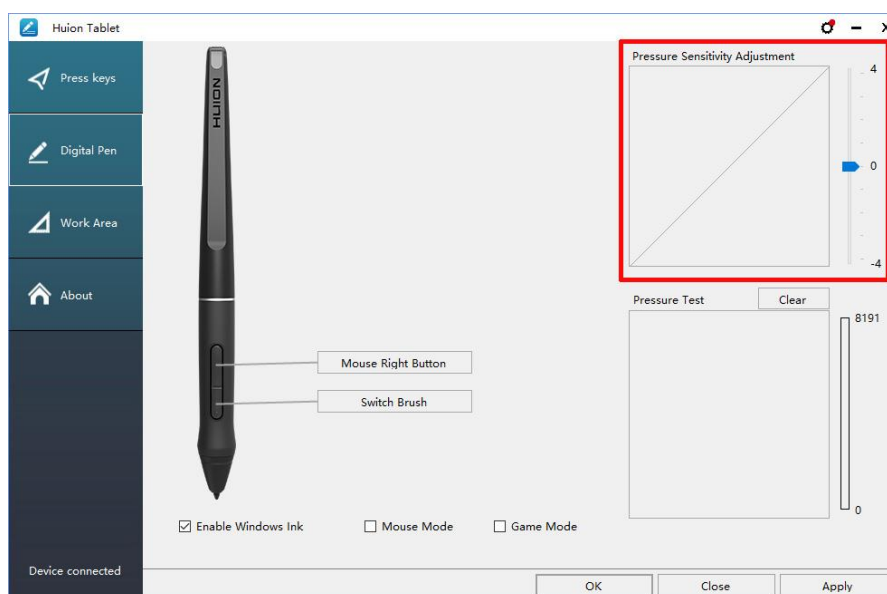 Huion Tablet
Press keys
Digital Pen
Work Area
About
Device connected
HUION
Mouse Right Button
Switch Brush
Enable Windows Ink
Mouse Mode
Game Mode
Pressure Sensitivity Adjustment
4
0
-4
Pressure Test
Clear
8191
0
OK
Close
Apply